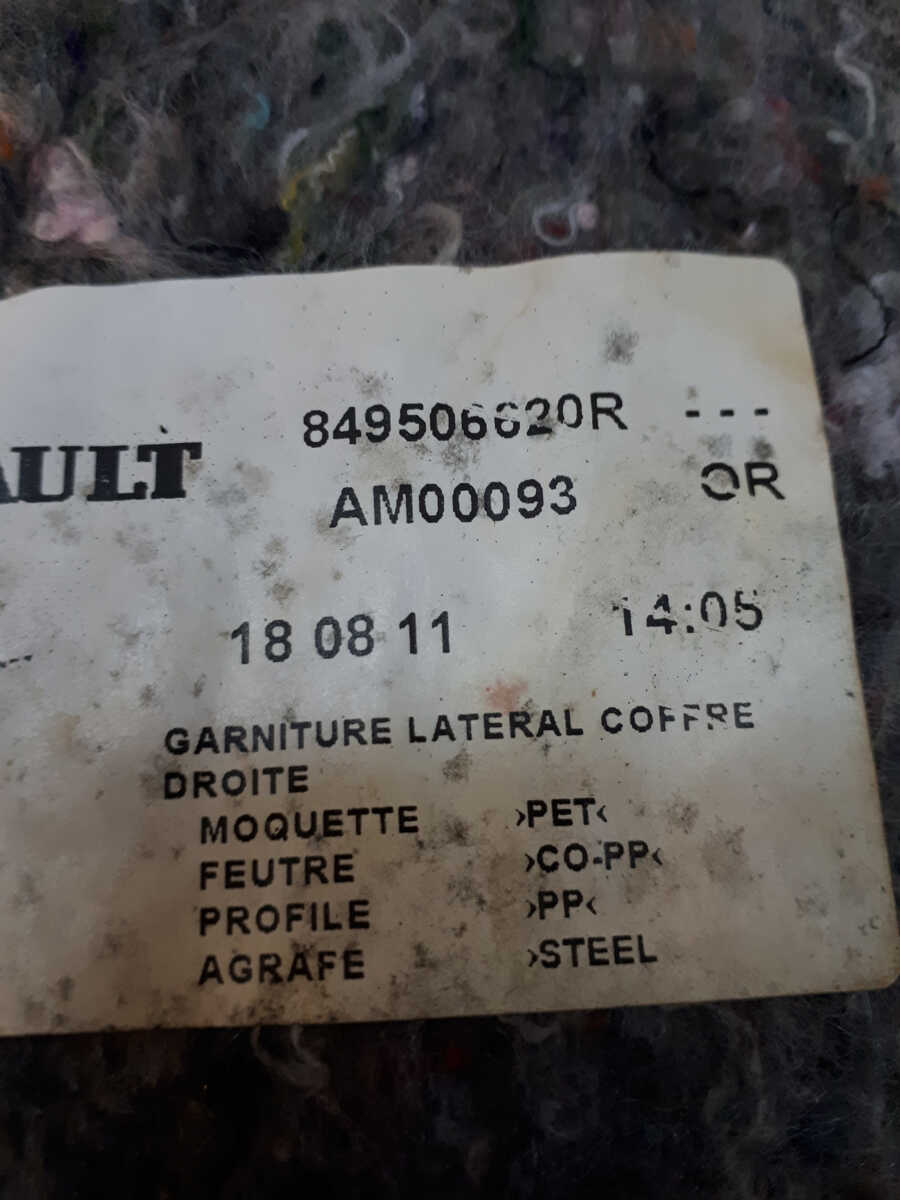 849506620R ---
AULT
AM00093 OR
18 08 11 14:05
GARNITURE LATERAL COFFRE
DROITE
MOQUETTE ›PET‹
FEUTRE ›CO-PP‹
PROFILE ›PP‹
AGRAFE ›STEEL